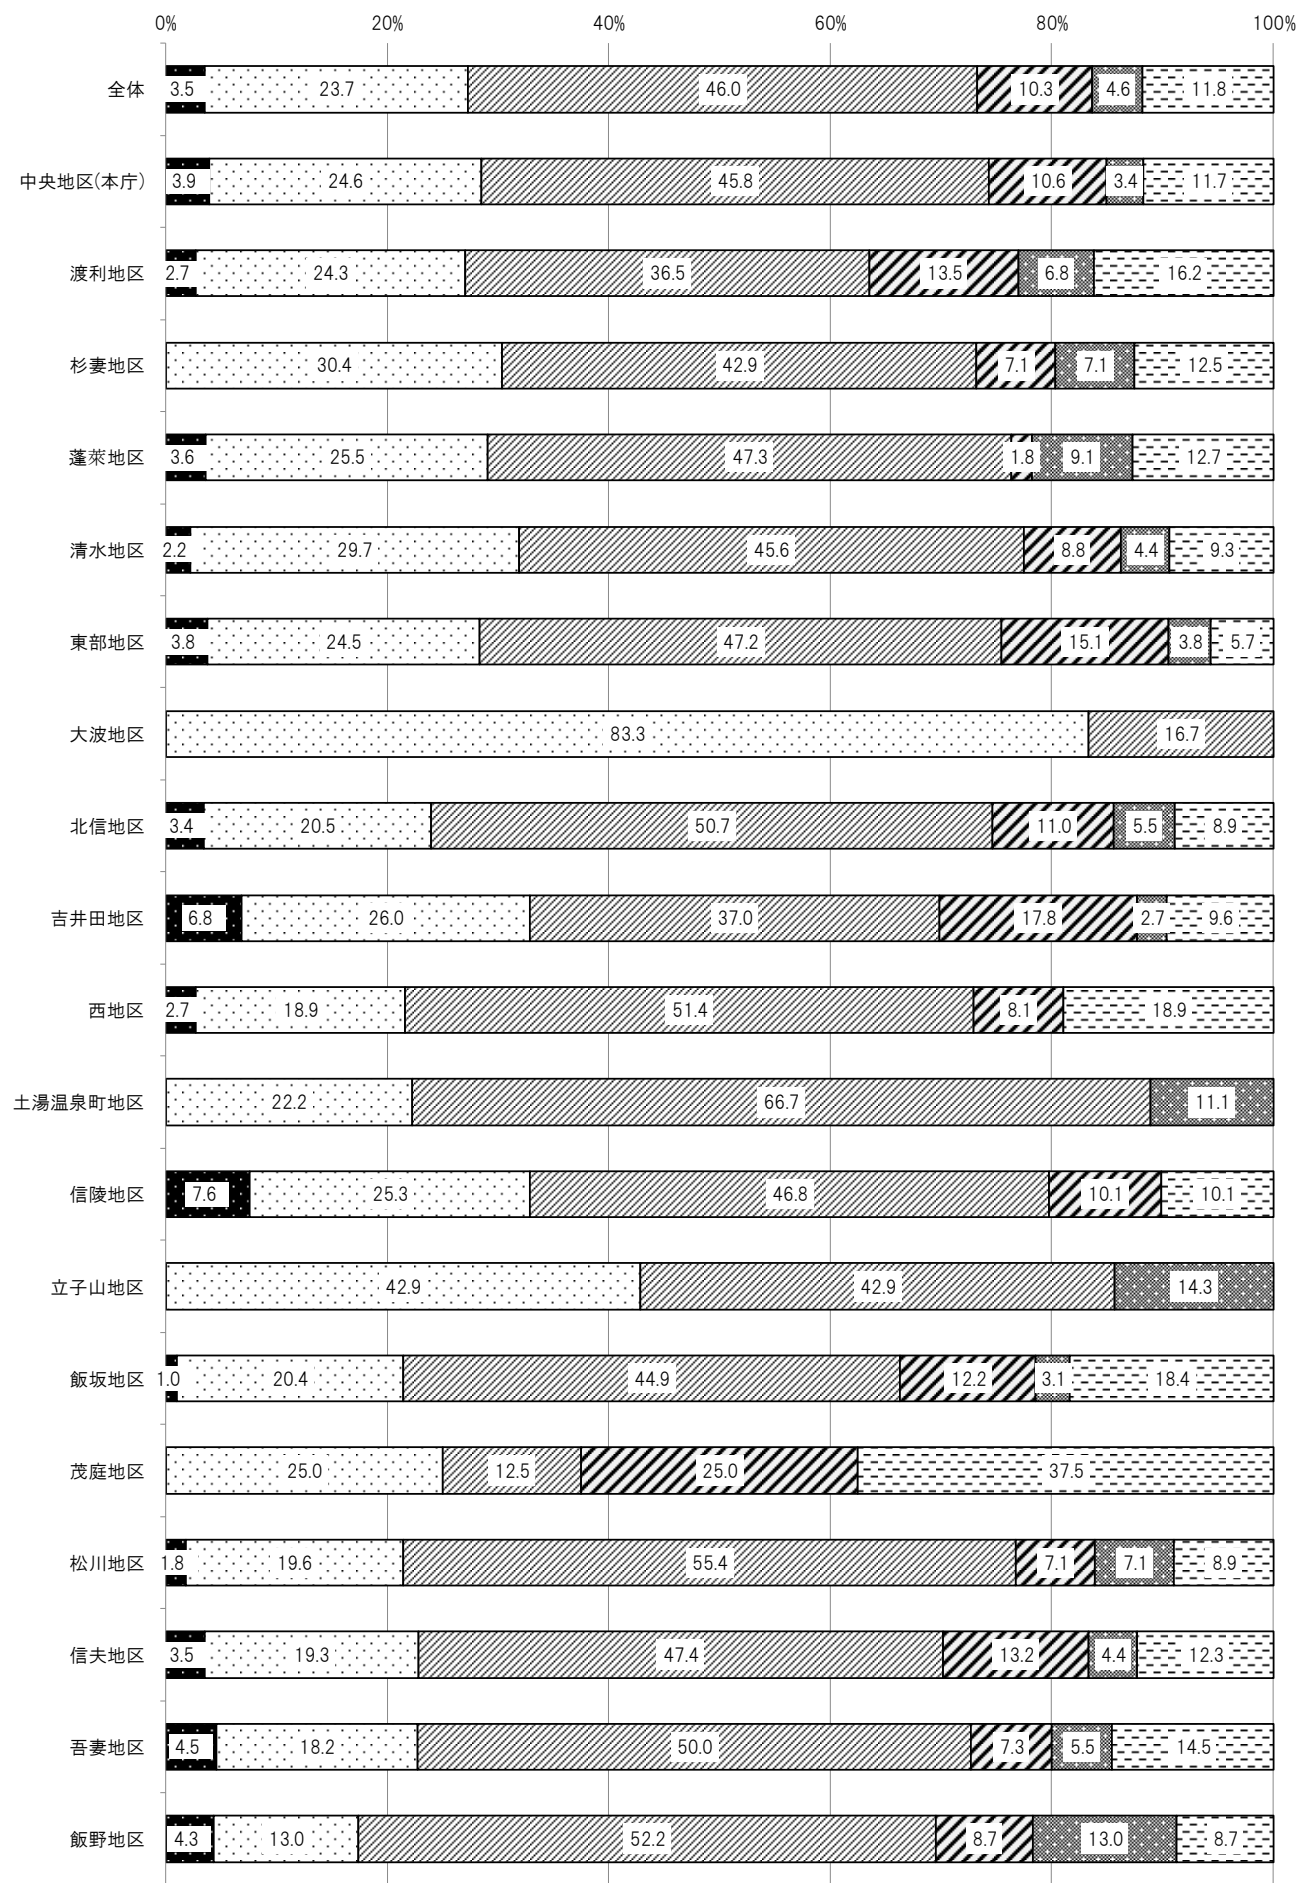 0% 20% 40% 60% 80% 100%
全体 3.5 23.7 46.0 10.3 4.6 11.8
中央地区(本庁) 3.9 24.6 45.8 10.6 3.4 11.7
渡利地区 2.7 24.3 36.5 13.5 6.8 16.2
杉妻地区 30.4 42.9 7.1 7.1 12.5
蓬萊地区 3.6 25.5 47.3 1.8 9.1 12.7
清水地区 2.2 29.7 45.6 8.8 4.4 9.3
東部地区 3.8 24.5 47.2 15.1 3.8 5.7
大波地区 83.3 16.7
北信地区 3.4 20.5 50.7 11.0 5.5 8.9
吉井田地区 6.8 26.0 37.0 17.8 2.7 9.6
西地区 2.7 18.9 51.4 8.1 18.9
土湯温泉町地区 22.2 66.7 11.1
信陵地区 7.6 25.3 46.8 10.1 10.1
立子山地区 42.9 42.9 14.3
飯坂地区 1.0 20.4 44.9 12.2 3.1 18.4
茂庭地区 25.0 12.5 25.0 37.5
松川地区 1.8 19.6 55.4 7.1 7.1 8.9
信夫地区 3.5 19.3 47.4 13.2 4.4 12.3
吾妻地区 4.5 18.2 50.0 7.3 5.5 14.5
飯野地区 4.3 13.0 52.2 8.7 13.0 8.7